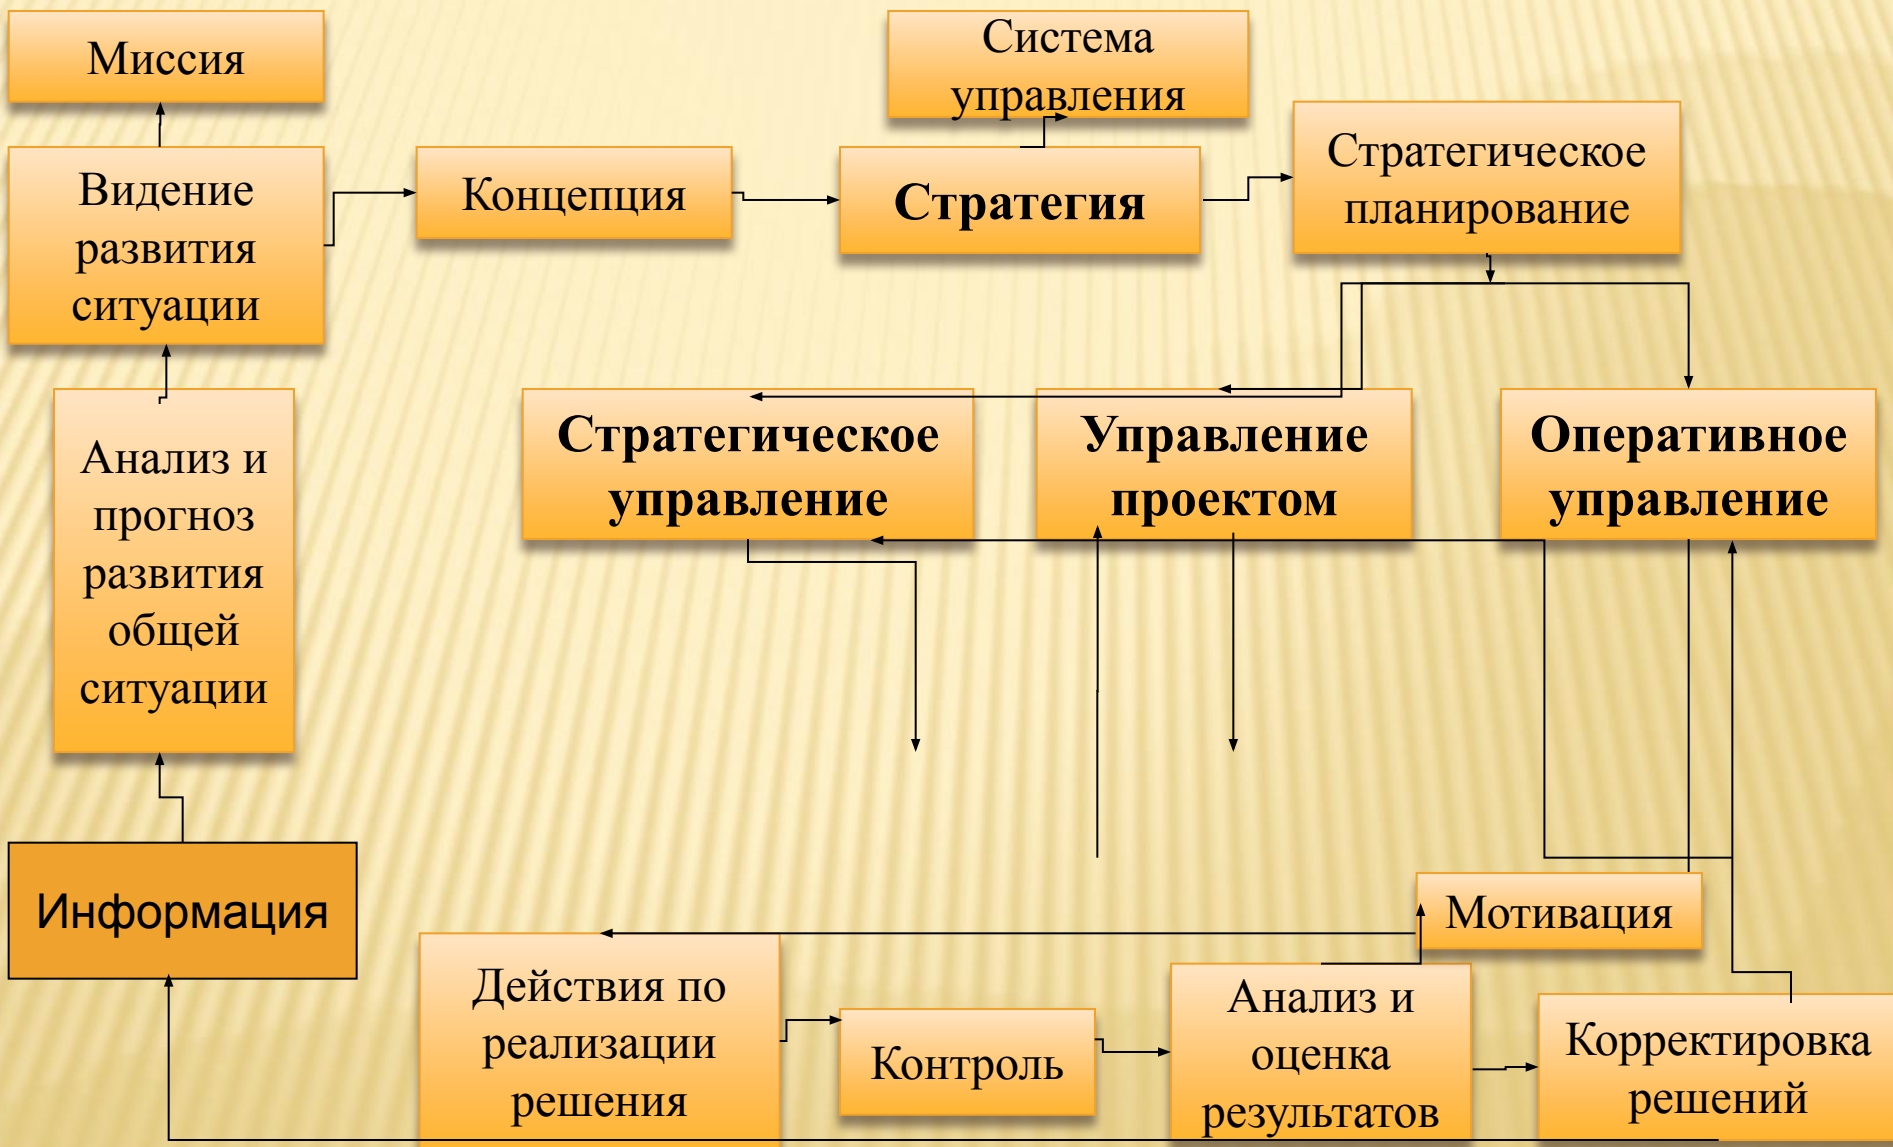 Миссия
Система
управления
Стратегическое
планирование
Видение
развития
ситуации
Концепция
Стратегия
Анализ и
прогноз
развития
общей
ситуации
Стратегическое
управление
Управление
проектом
Оперативное
управление
Информация
Мотивация
Действия по
реализации
решения
Контроль
Анализ и
оценка
результатов
Корректировка
решений